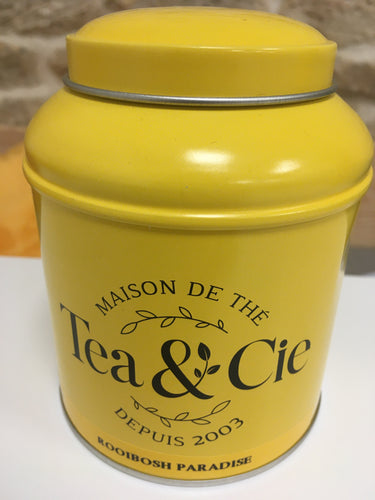 MAISON DE THÉ
Tea & Cie
DEPUIS 2003
ROOIBOSH PARADISE